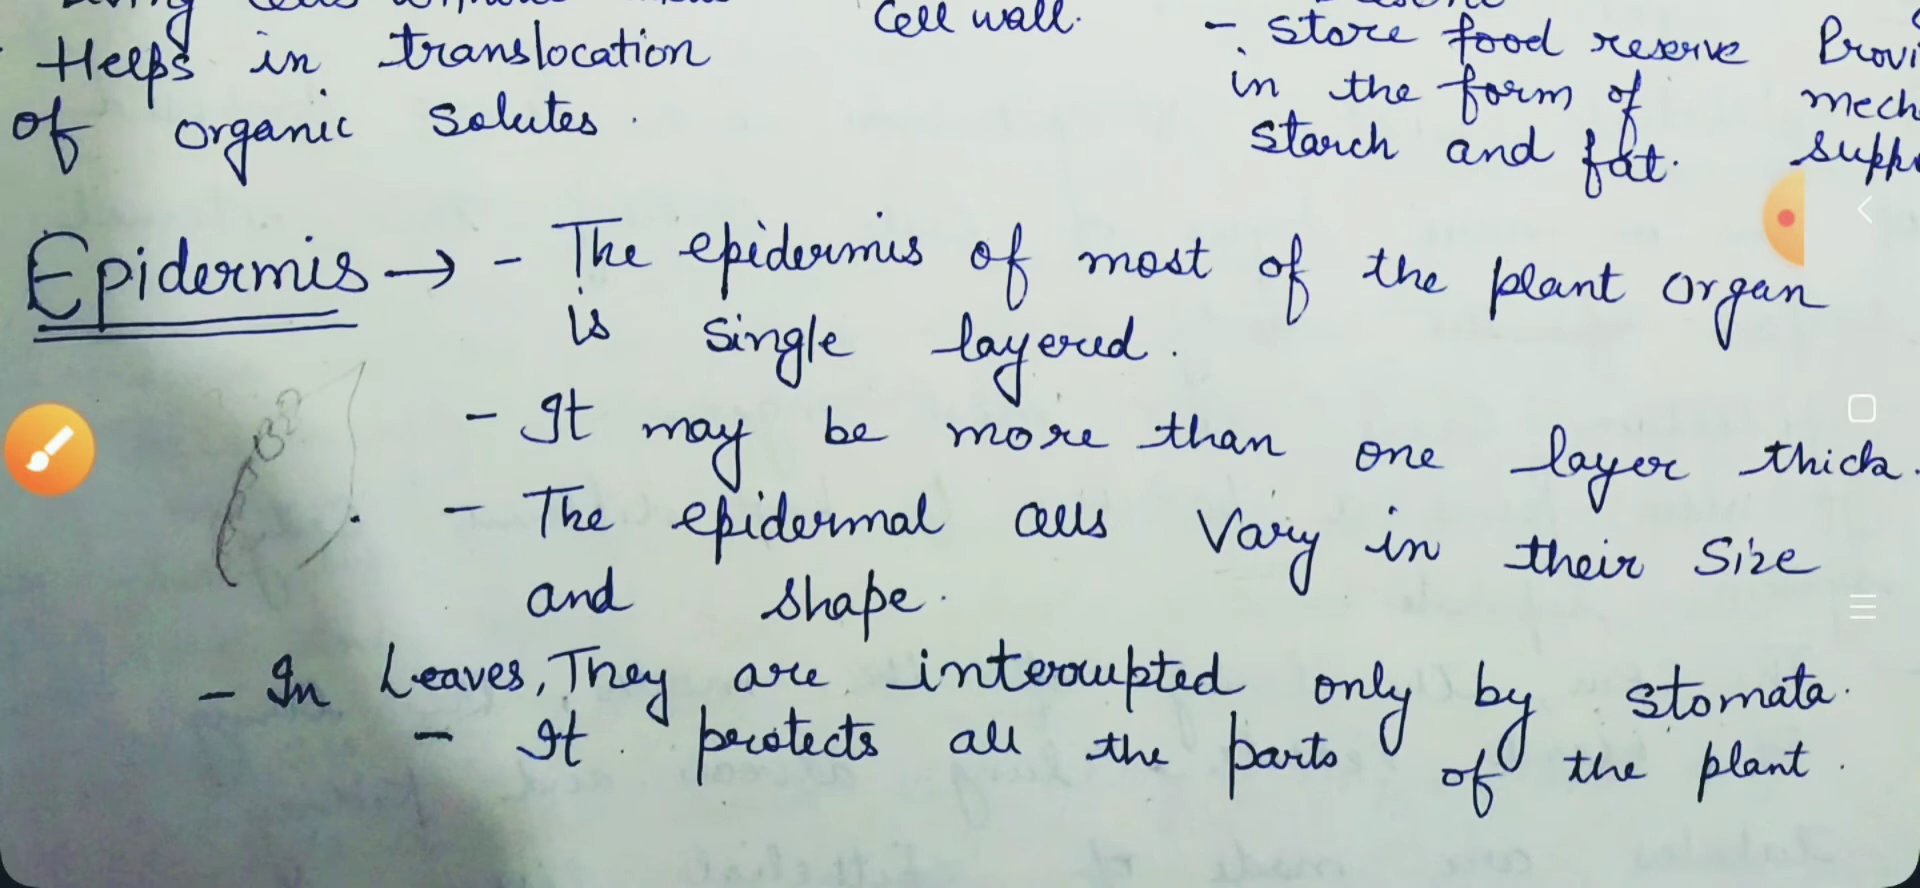 Helps in translocation
of organic solutes.
Cell wall.
- Store food reserve
in the form of
starch and fat.
Epidermis → - The epidermis of most of the plant organ
is single layered.
- It may be more than one layer thick.
- The epidermal cells vary in their size
and shape.
- In Leaves, They are interrupted only by stomata.
- It protects all the parts of the plant.